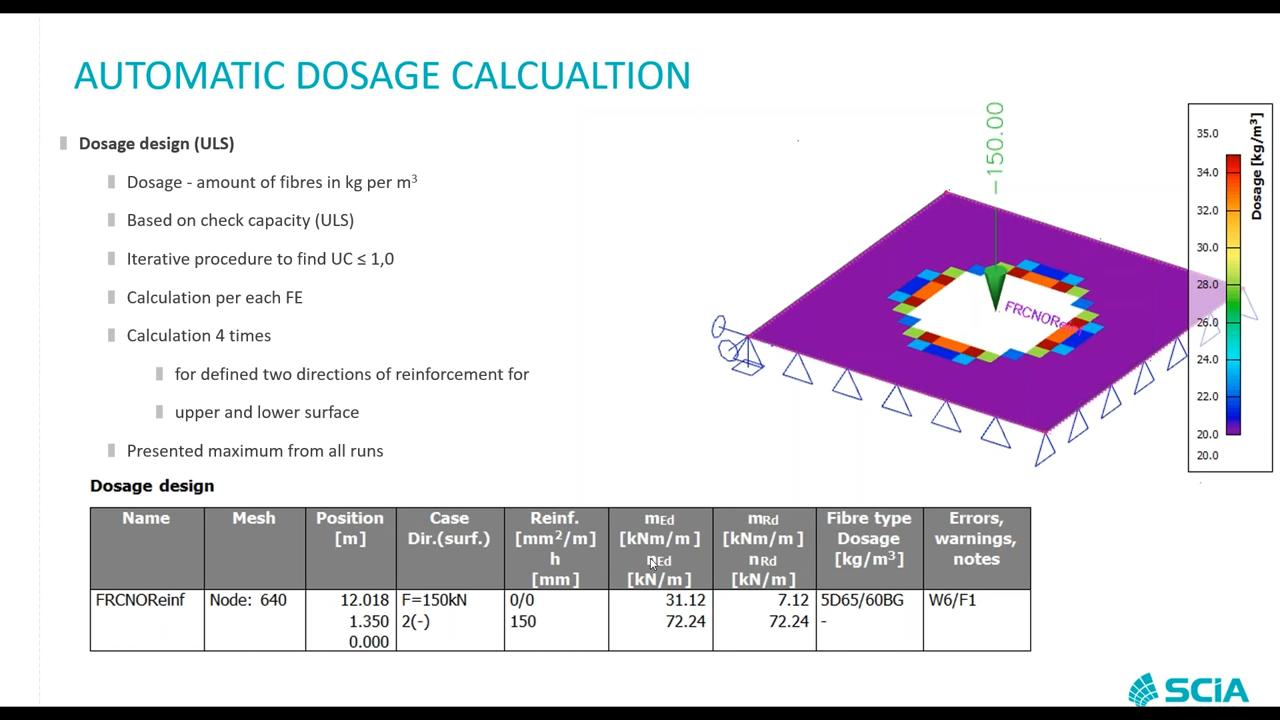 AUTOMATIC DOSAGE CALCUALTION
Dosage design (ULS)
Dosage - amount of fibres in kg per m³
Based on check capacity (ULS)
Iterative procedure to find UC ≤ 1,0
Calculation per each FE
Calculation 4 times
for defined two directions of reinforcement for
upper and lower surface
Presented maximum from all runs
-150.00
Dosage [kg/m³]
35.0
34.0
32.0
30.0
28.0
26.0
24.0
22.0
20.0
20.0
Dosage design
Name Mesh Position [m] Case Dir.(surf.) Reinf. [mm²/m] h [mm] mEd [kNm/m] nEd [kN/m] mRd [kNm/m] nRd [kN/m] Fibre type Dosage [kg/m³] Errors, warnings, notes
FRCNOReinf Node: 640 12.018 F=150kN 0/0 31.12 7.12 5D65/60BG W6/F1
1.350 2(-) 150 72.24 72.24 -
0.000
SCiA